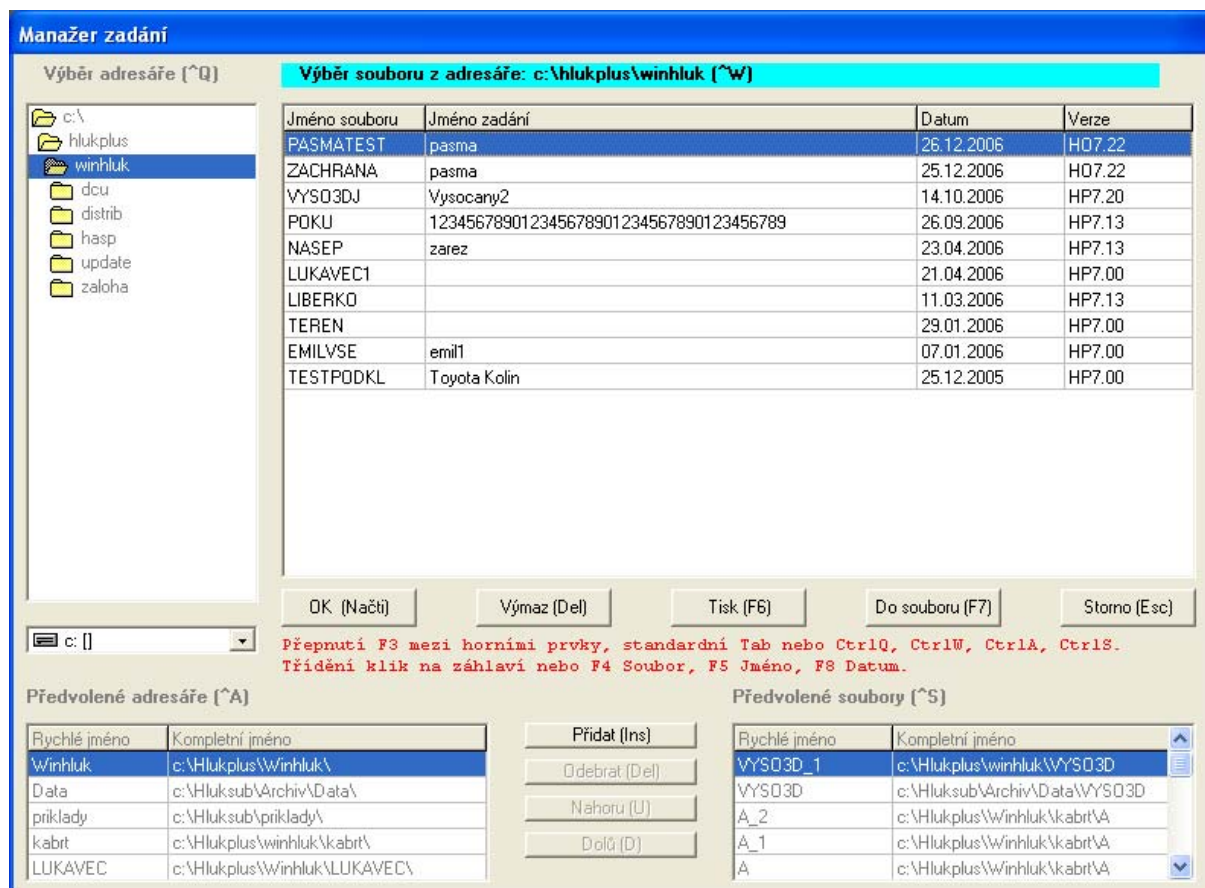 Manažer zadání
Výběr adresáře (^Q)
Výběr souboru z adresáře: c:\hlukplus\winhluk (^W)
c:\
hlukplus
winhluk
dcu
distrib
hasp
update
zaloha
Jméno souboru Jméno zadání Datum Verze
PASMATEST pasma 26.12.2006 HO7.22
ZACHRANA pasma 25.12.2006 HO7.22
VYSO3DJ Vysocany2 14.10.2006 HP7.20
POKU 123456789012345678901234567890123456789 26.09.2006 HP7.13
NASEP zarez 23.04.2006 HP7.13
LUKAVEC1 21.04.2006 HP7.00
LIBERKO 11.03.2006 HP7.13
TEREN 29.01.2006 HP7.00
EMILVSE emil1 07.01.2006 HP7.00
TESTPODKL Toyota Kolin 25.12.2005 HP7.00
OK (Načti) Výmaz (Del) Tisk (F6) Do souboru (F7) Storno (Esc)
c: []
Přepnutí F3 mezi horními prvky, standardní Tab nebo CtrlQ, CtrlW, CtrlA, CtrlS.
Třídění klik na záhlaví nebo F4 Soubor, F5 Jméno, F8 Datum.
Předvolené adresáře (^A)
Rychlé jméno Kompletní jméno
Winhluk c:\Hlukplus\Winhluk\
Data c:\Hluksub\Archiv\Data\
priklady c:\Hluksub\priklady\
kabrt c:\Hlukplus\winhluk\kabrt\
LUKAVEC c:\Hlukplus\Winhluk\LUKAVEC\
Přidat (Ins)
Odebrat (Del)
Nahoru (U)
Dolů (D)
Předvolené soubory (^S)
Rychlé jméno Kompletní jméno
VYSO3D_1 c:\Hlukplus\winhluk\VYSO3D
VYSO3D c:\Hluksub\Archiv\Data\VYSO3D
A_2 c:\Hlukplus\Winhluk\kabrt\A
A_1 c:\Hlukplus\Winhluk\kabrt\A
A c:\Hlukplus\Winhluk\kabrt\A